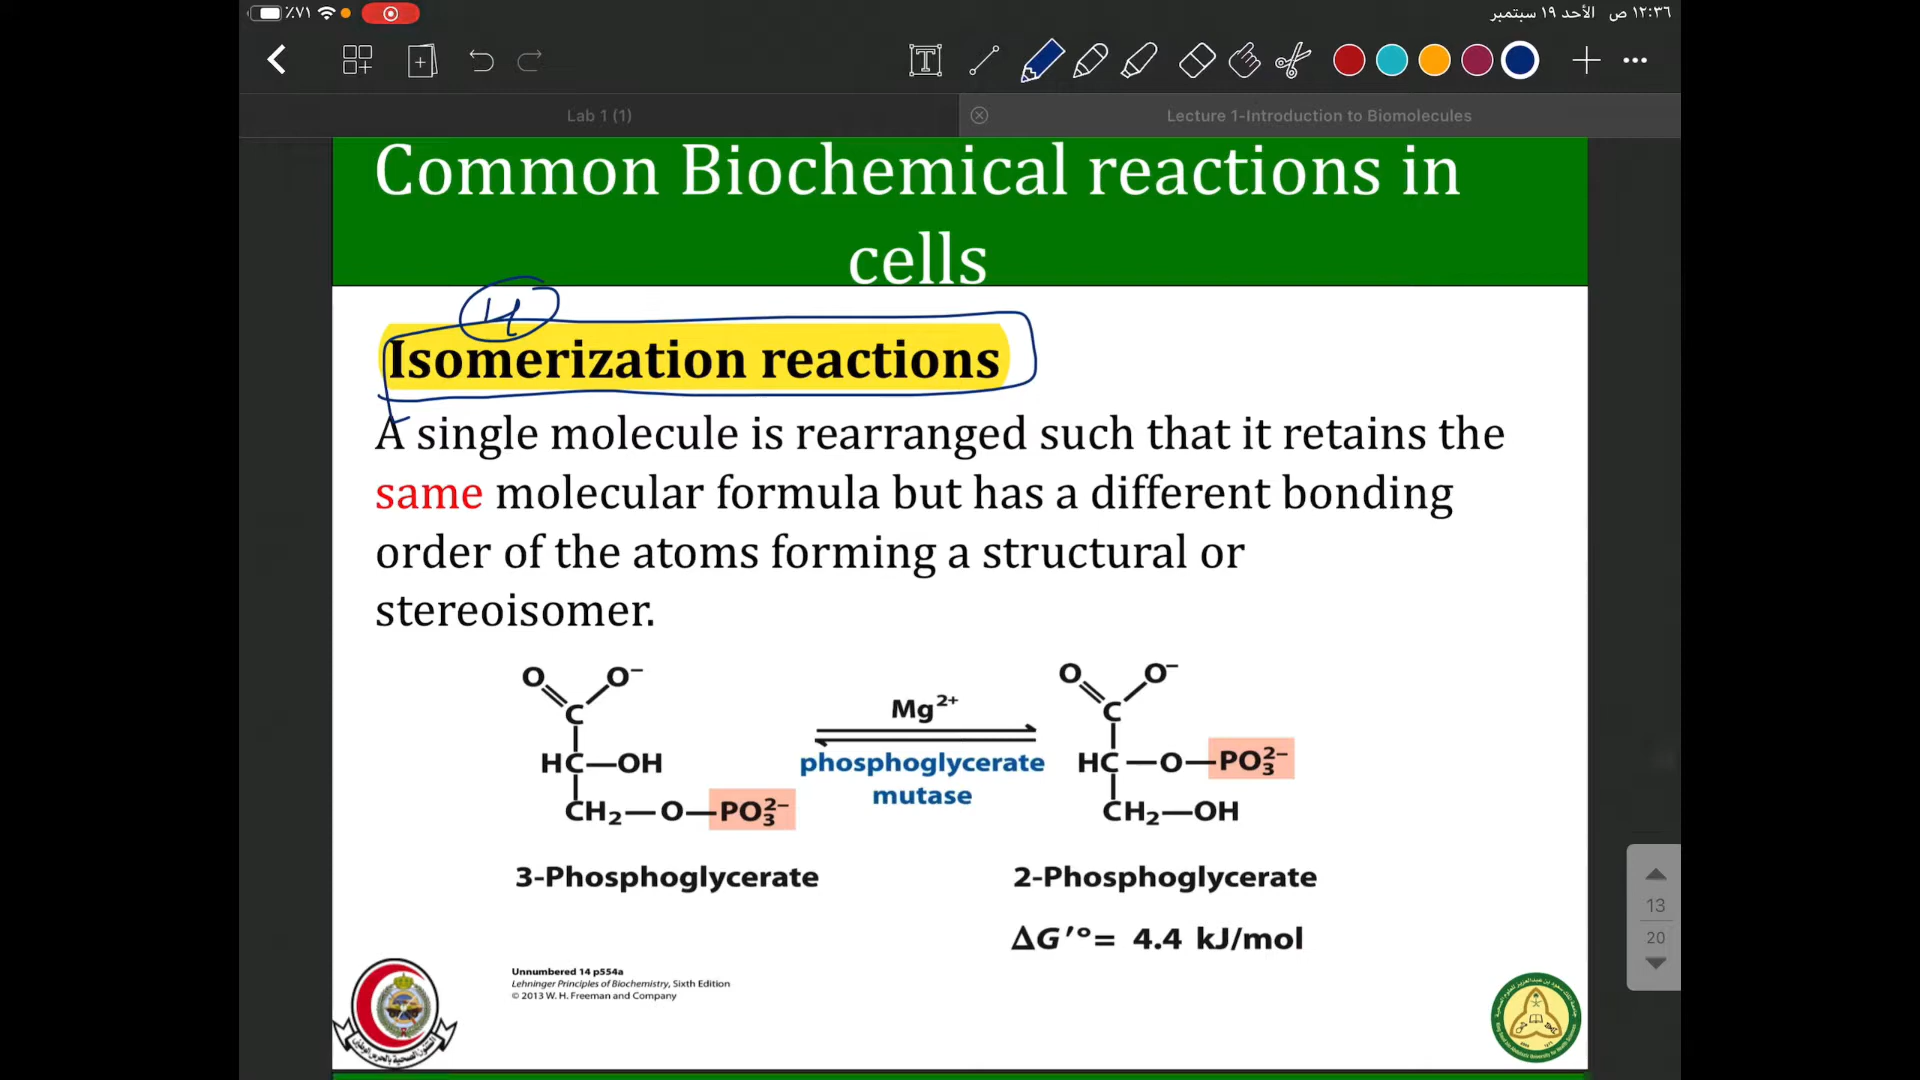 ٪٧١
١٢:٣٦ ص الأحد ١٩ سبتمبر
T
Lab 1 (1)
Lecture 1-Introduction to Biomolecules
Common Biochemical reactions in
cells
4
Isomerization reactions
A single molecule is rearranged such that it retains the
same molecular formula but has a different bonding
order of the atoms forming a structural or
stereoisomer.
O O⁻
C
HC—OH
CH₂—O—PO₃²⁻
3-Phosphoglycerate
Mg²⁺
phosphoglycerate
mutase
O O⁻
C
HC—O—PO₃²⁻
CH₂—OH
2-Phosphoglycerate
ΔG′°= 4.4 kJ/mol
Unnumbered 14 p554a
Lehninger Principles of Biochemistry, Sixth Edition
© 2013 W. H. Freeman and Company
13
20